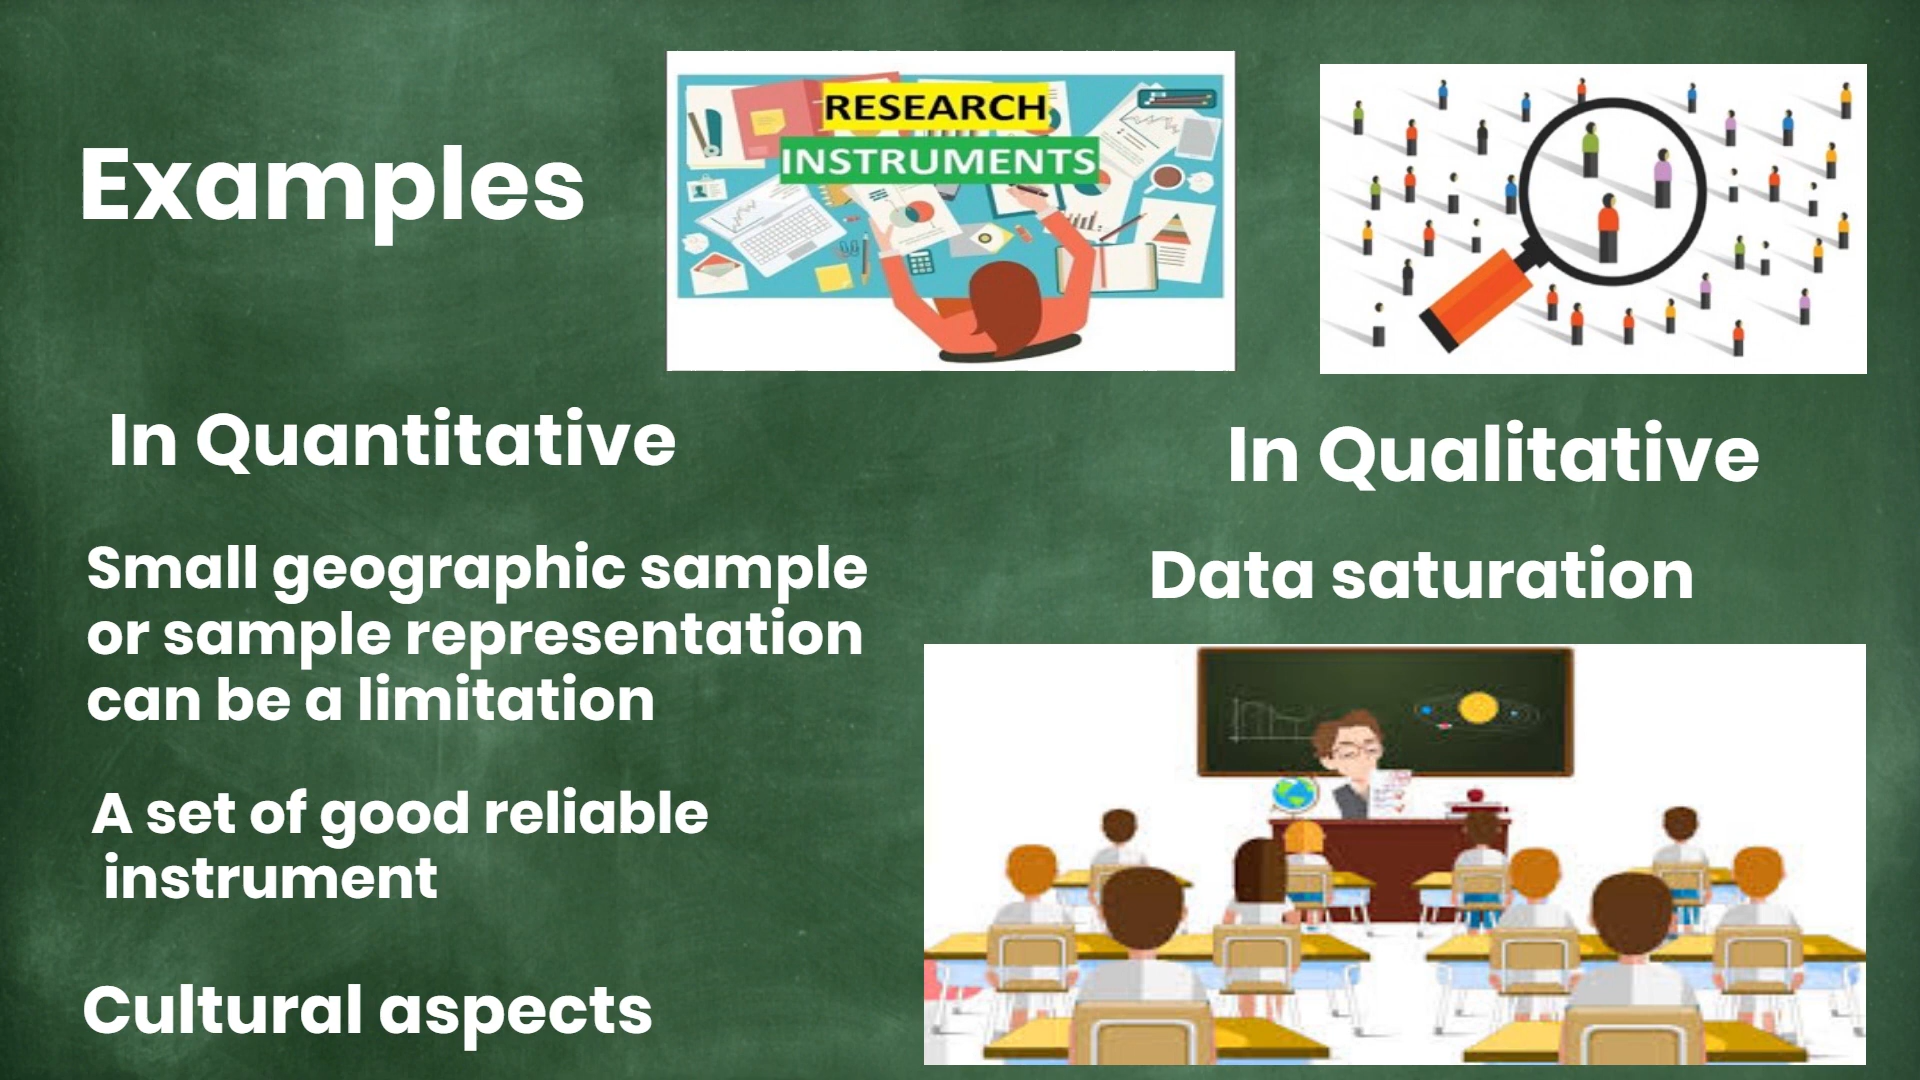 Examples
RESEARCH
INSTRUMENTS
In Quantitative
Small geographic sample
or sample representation
can be a limitation
A set of good reliable
instrument
Cultural aspects
In Qualitative
Data saturation